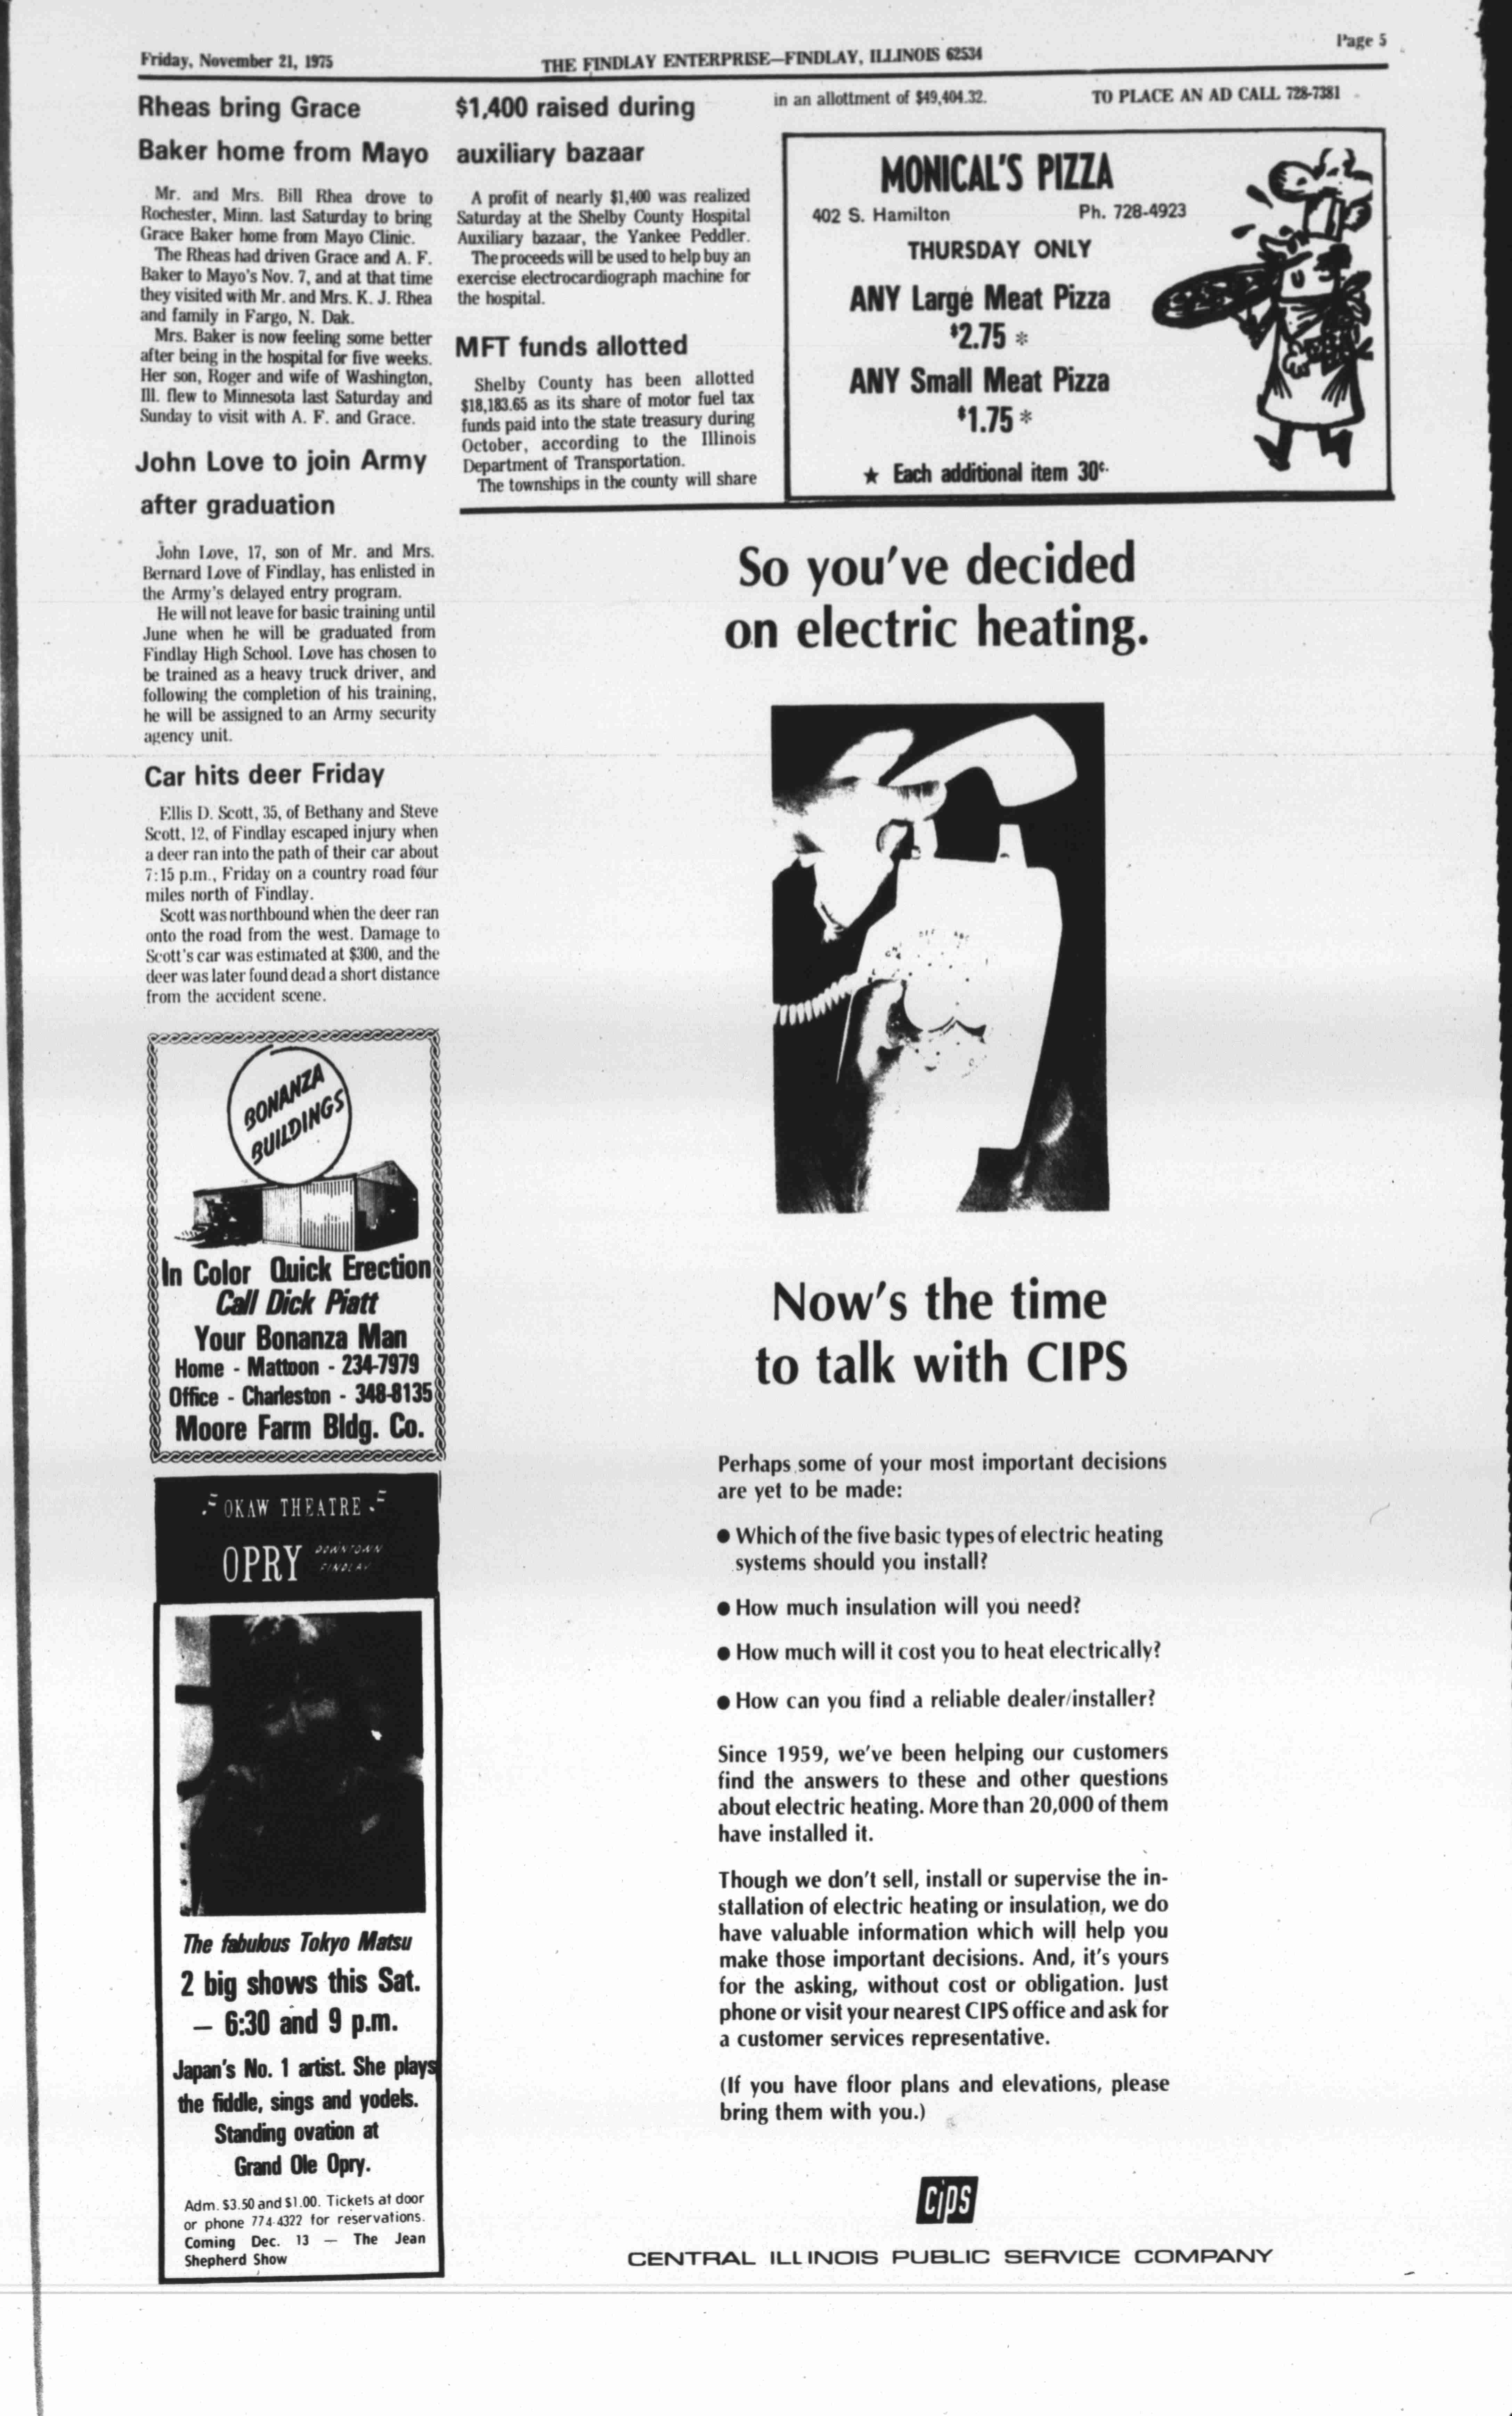 Friday, November 21, 1975
THE FINDLAY ENTERPRISE—FINDLAY, ILLINOIS 62534
Page 5
Rheas bring Grace
Baker home from Mayo
Mr. and Mrs. Bill Rhea drove to
Rochester, Minn. last Saturday to bring
Grace Baker home from Mayo Clinic.
The Rheas had driven Grace and A. F.
Baker to Mayo's Nov. 7, and at that time
they visited with Mr. and Mrs. K. J. Rhea
and family in Fargo, N. Dak.
Mrs. Baker is now feeling some better
after being in the hospital for five weeks.
Her son, Roger and wife of Washington,
Ill. flew to Minnesota last Saturday and
Sunday to visit with A. F. and Grace.
John Love to join Army
after graduation
John Love, 17, son of Mr. and Mrs.
Bernard Love of Findlay, has enlisted in
the Army's delayed entry program.
He will not leave for basic training until
June when he will be graduated from
Findlay High School. Love has chosen to
be trained as a heavy truck driver, and
following the completion of his training,
he will be assigned to an Army security
agency unit.
Car hits deer Friday
Ellis D. Scott, 35, of Bethany and Steve
Scott, 12, of Findlay escaped injury when
a deer ran into the path of their car about
7:15 p.m., Friday on a country road four
miles north of Findlay.
Scott was northbound when the deer ran
onto the road from the west. Damage to
Scott's car was estimated at $300, and the
deer was later found dead a short distance
from the accident scene.
BONANZA
BUILDINGS
In Color Quick Erection
Call Dick Piatt
Your Bonanza Man
Home - Mattoon - 234-7979
Office - Charleston - 348-8135
Moore Farm Bldg. Co.
OKAW THEATRE
OPRY DOWNTOWN
FINDLAY
The fabulous Tokyo Matsu
2 big shows this Sat.
— 6:30 and 9 p.m.
Japan's No. 1 artist. She plays
the fiddle, sings and yodels.
Standing ovation at
Grand Ole Opry.
Adm. $3.50 and $1.00. Tickets at door
or phone 774-4322 for reservations.
Coming Dec. 13 — The Jean
Shepherd Show
$1,400 raised during
auxiliary bazaar
A profit of nearly $1,400 was realized
Saturday at the Shelby County Hospital
Auxiliary bazaar, the Yankee Peddler.
The proceeds will be used to help buy an
exercise electrocardiograph machine for
the hospital.
MFT funds allotted
Shelby County has been allotted
$18,183.65 as its share of motor fuel tax
funds paid into the state treasury during
October, according to the Illinois
Department of Transportation.
The townships in the county will share
in an allottment of $49,404.32.
TO PLACE AN AD CALL 728-7381
MONICAL'S PIZZA
402 S. Hamilton Ph. 728-4923
THURSDAY ONLY
ANY Large Meat Pizza
$2.75 *
ANY Small Meat Pizza
$1.75 *
★ Each additional item 30¢.
So you've decided
on electric heating.
Now's the time
to talk with CIPS
Perhaps some of your most important decisions
are yet to be made:
● Which of the five basic types of electric heating
systems should you install?
● How much insulation will you need?
● How much will it cost you to heat electrically?
● How can you find a reliable dealer/installer?
Since 1959, we've been helping our customers
find the answers to these and other questions
about electric heating. More than 20,000 of them
have installed it.
Though we don't sell, install or supervise the in-
stallation of electric heating or insulation, we do
have valuable information which will help you
make those important decisions. And, it's yours
for the asking, without cost or obligation. Just
phone or visit your nearest CIPS office and ask for
a customer services representative.
(If you have floor plans and elevations, please
bring them with you.)
CIPS
CENTRAL ILLINOIS PUBLIC SERVICE COMPANY